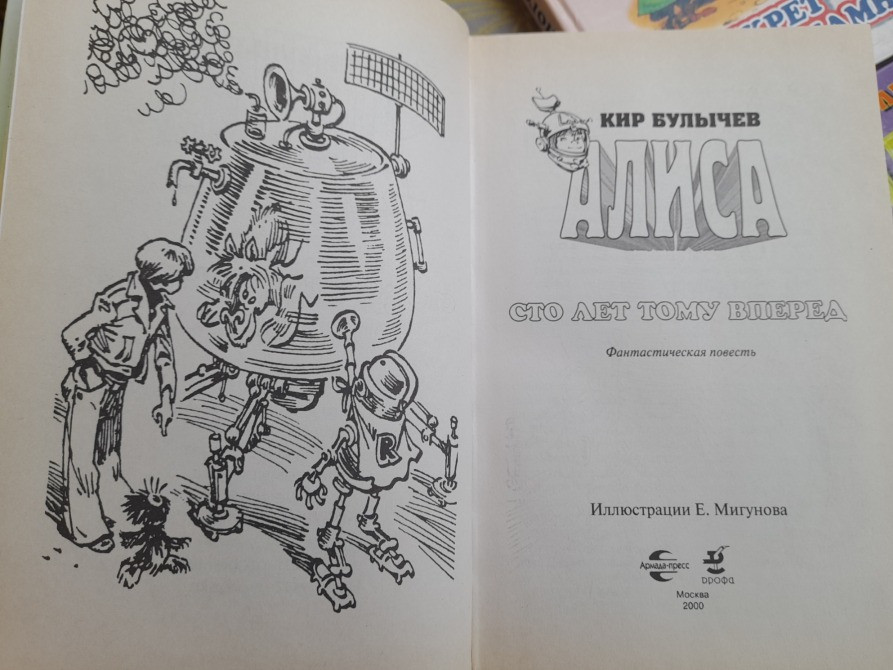 R
КИР БУЛЫЧЕВ
АЛИСА
СТО ЛЕТ ТОМУ ВПЕРЕД
Фантастическая повесть
Иллюстрации Е. Мигунова
Армада-пресс
дрофа
Москва
2000